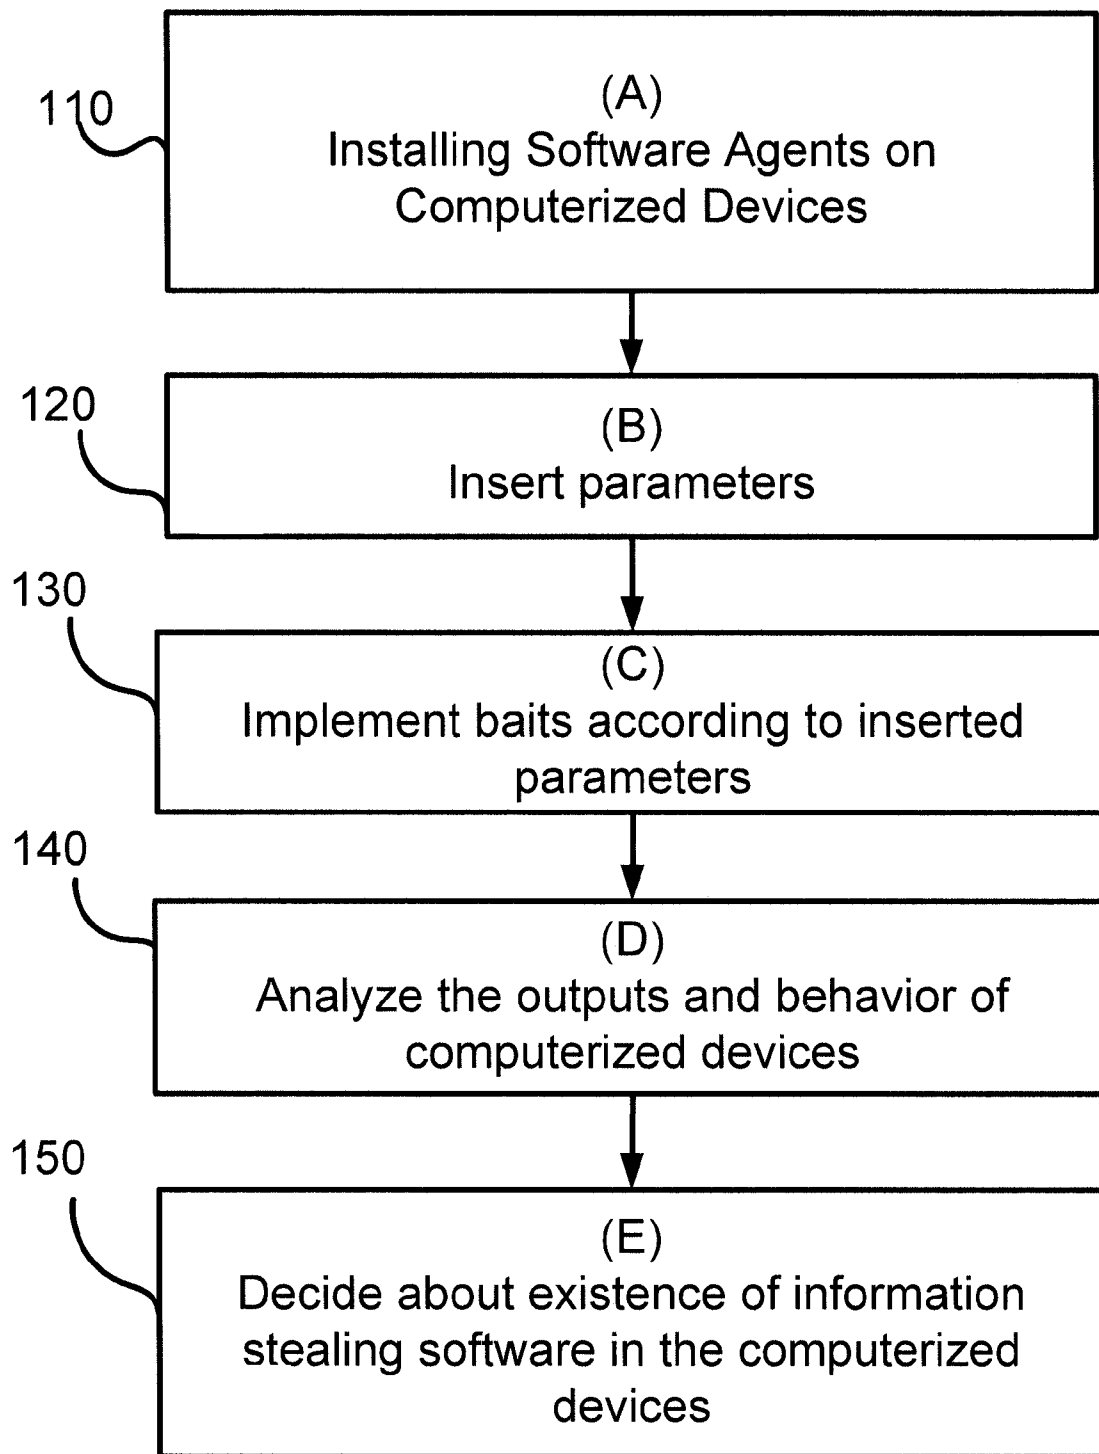 110
(A)
Installing Software Agents on
Computerized Devices
120
(B)
Insert parameters
130
(C)
Implement baits according to inserted
parameters
140
(D)
Analyze the outputs and behavior of
computerized devices
150
(E)
Decide about existence of information
stealing software in the computerized
devices